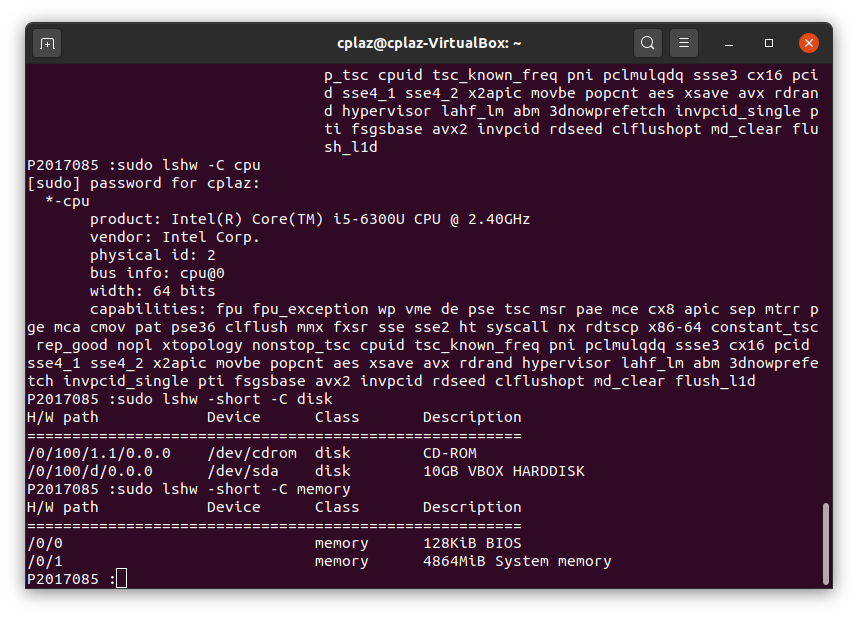 cplaz@cplaz-VirtualBox: ~
p_tsc cpuid tsc_known_freq pni pclmulqdq ssse3 cx16 pci
d sse4_1 sse4_2 x2apic movbe popcnt aes xsave avx rdran
d hypervisor lahf_lm abm 3dnowprefetch invpcid_single p
ti fsgsbase avx2 invpcid rdseed clflushopt md_clear flu
sh_l1d
P2017085 :sudo lshw -C cpu
[sudo] password for cplaz:
  *-cpu
       product: Intel(R) Core(TM) i5-6300U CPU @ 2.40GHz
       vendor: Intel Corp.
       physical id: 2
       bus info: cpu@0
       width: 64 bits
       capabilities: fpu fpu_exception wp vme de pse tsc msr pae mce cx8 apic sep mtrr p
ge mca cmov pat pse36 clflush mmx fxsr sse sse2 ht syscall nx rdtscp x86-64 constant_tsc
 rep_good nopl xtopology nonstop_tsc cpuid tsc_known_freq pni pclmulqdq ssse3 cx16 pcid
sse4_1 sse4_2 x2apic movbe popcnt aes xsave avx rdrand hypervisor lahf_lm abm 3dnowprefe
tch invpcid_single pti fsgsbase avx2 invpcid rdseed clflushopt md_clear flush_l1d
P2017085 :sudo lshw -short -C disk
H/W path            Device      Class       Description
=======================================================
/0/100/1.1/0.0.0    /dev/cdrom  disk        CD-ROM
/0/100/d/0.0.0      /dev/sda    disk        10GB VBOX HARDDISK
P2017085 :sudo lshw -short -C memory
H/W path            Device      Class       Description
=======================================================
/0/0                            memory      128KiB BIOS
/0/1                            memory      4864MiB System memory
P2017085 :